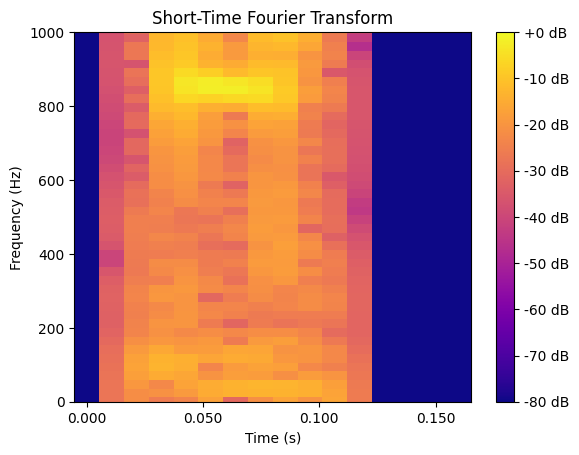 Short-Time Fourier Transform
1000
800
600
400
200
0
Frequency (Hz)
0.000
0.050
0.100
0.150
Time (s)
+0 dB
-10 dB
-20 dB
-30 dB
-40 dB
-50 dB
-60 dB
-70 dB
-80 dB